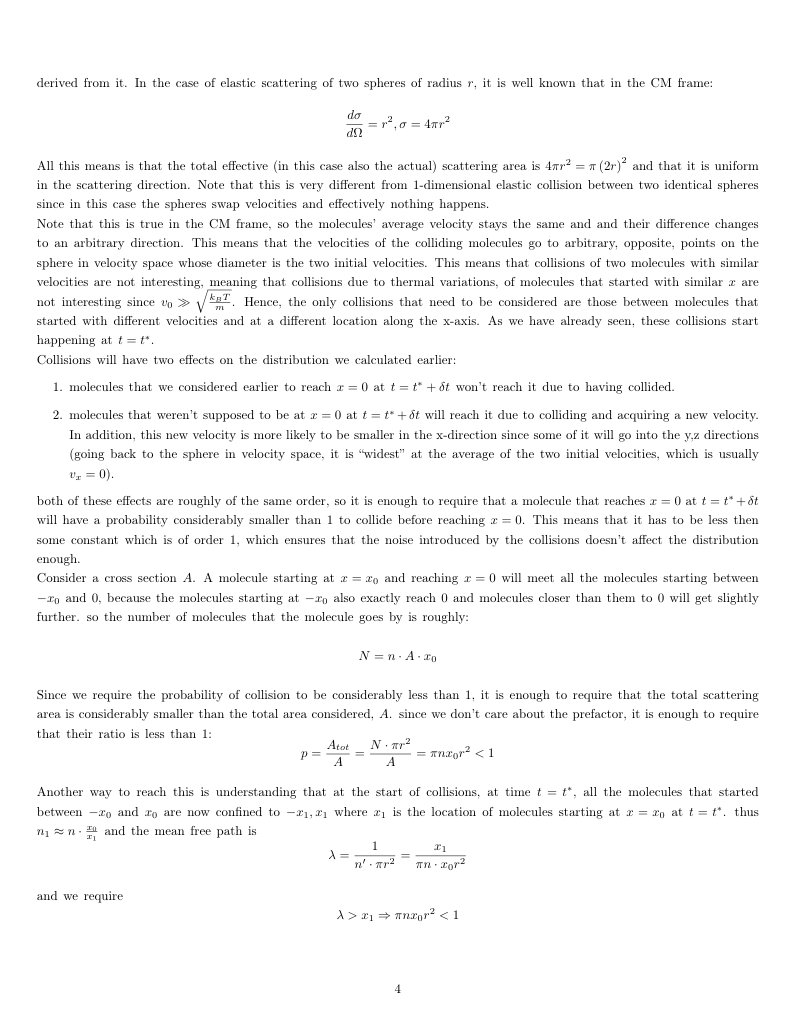 derived from it. In the case of elastic scattering of two spheres of radius r, it is well known that in the CM frame:
dσ/dΩ = r², σ = 4πr²
All this means is that the total effective (in this case also the actual) scattering area is 4πr² = π (2r)² and that it is uniform
in the scattering direction. Note that this is very different from 1-dimensional elastic collision between two identical spheres
since in this case the spheres swap velocities and effectively nothing happens.
Note that this is true in the CM frame, so the molecules' average velocity stays the same and and their difference changes
to an arbitrary direction. This means that the velocities of the colliding molecules go to arbitrary, opposite, points on the
sphere in velocity space whose diameter is the two initial velocities. This means that collisions of two molecules with similar
velocities are not interesting, meaning that collisions due to thermal variations, of molecules that started with similar x are
not interesting since v₀ ≫ √(k_B T/m). Hence, the only collisions that need to be considered are those between molecules that
started with different velocities and at a different location along the x-axis. As we have already seen, these collisions start
happening at t = t*.
Collisions will have two effects on the distribution we calculated earlier:
1. molecules that we considered earlier to reach x = 0 at t = t* + δt won't reach it due to having collided.
2. molecules that weren't supposed to be at x = 0 at t = t* + δt will reach it due to colliding and acquiring a new velocity.
In addition, this new velocity is more likely to be smaller in the x-direction since some of it will go into the y,z directions
(going back to the sphere in velocity space, it is “widest” at the average of the two initial velocities, which is usually
vₓ = 0).
both of these effects are roughly of the same order, so it is enough to require that a molecule that reaches x = 0 at t = t* + δt
will have a probability considerably smaller than 1 to collide before reaching x = 0. This means that it has to be less then
some constant which is of order 1, which ensures that the noise introduced by the collisions doesn't affect the distribution
enough.
Consider a cross section A. A molecule starting at x = x₀ and reaching x = 0 will meet all the molecules starting between
−x₀ and 0, because the molecules starting at −x₀ also exactly reach 0 and molecules closer than them to 0 will get slightly
further. so the number of molecules that the molecule goes by is roughly:
N = n · A · x₀
Since we require the probability of collision to be considerably less than 1, it is enough to require that the total scattering
area is considerably smaller than the total area considered, A. since we don't care about the prefactor, it is enough to require
that their ratio is less than 1:
p = A_tot/A = N · πr²/A = πnx₀r² < 1
Another way to reach this is understanding that at the start of collisions, at time t = t*, all the molecules that started
between −x₀ and x₀ are now confined to −x₁, x₁ where x₁ is the location of molecules starting at x = x₀ at t = t*. thus
n₁ ≈ n · x₀/x₁ and the mean free path is
λ = 1/(n′ · πr²) = x₁/(πn · x₀r²)
and we require
λ > x₁ ⇒ πnx₀r² < 1
4